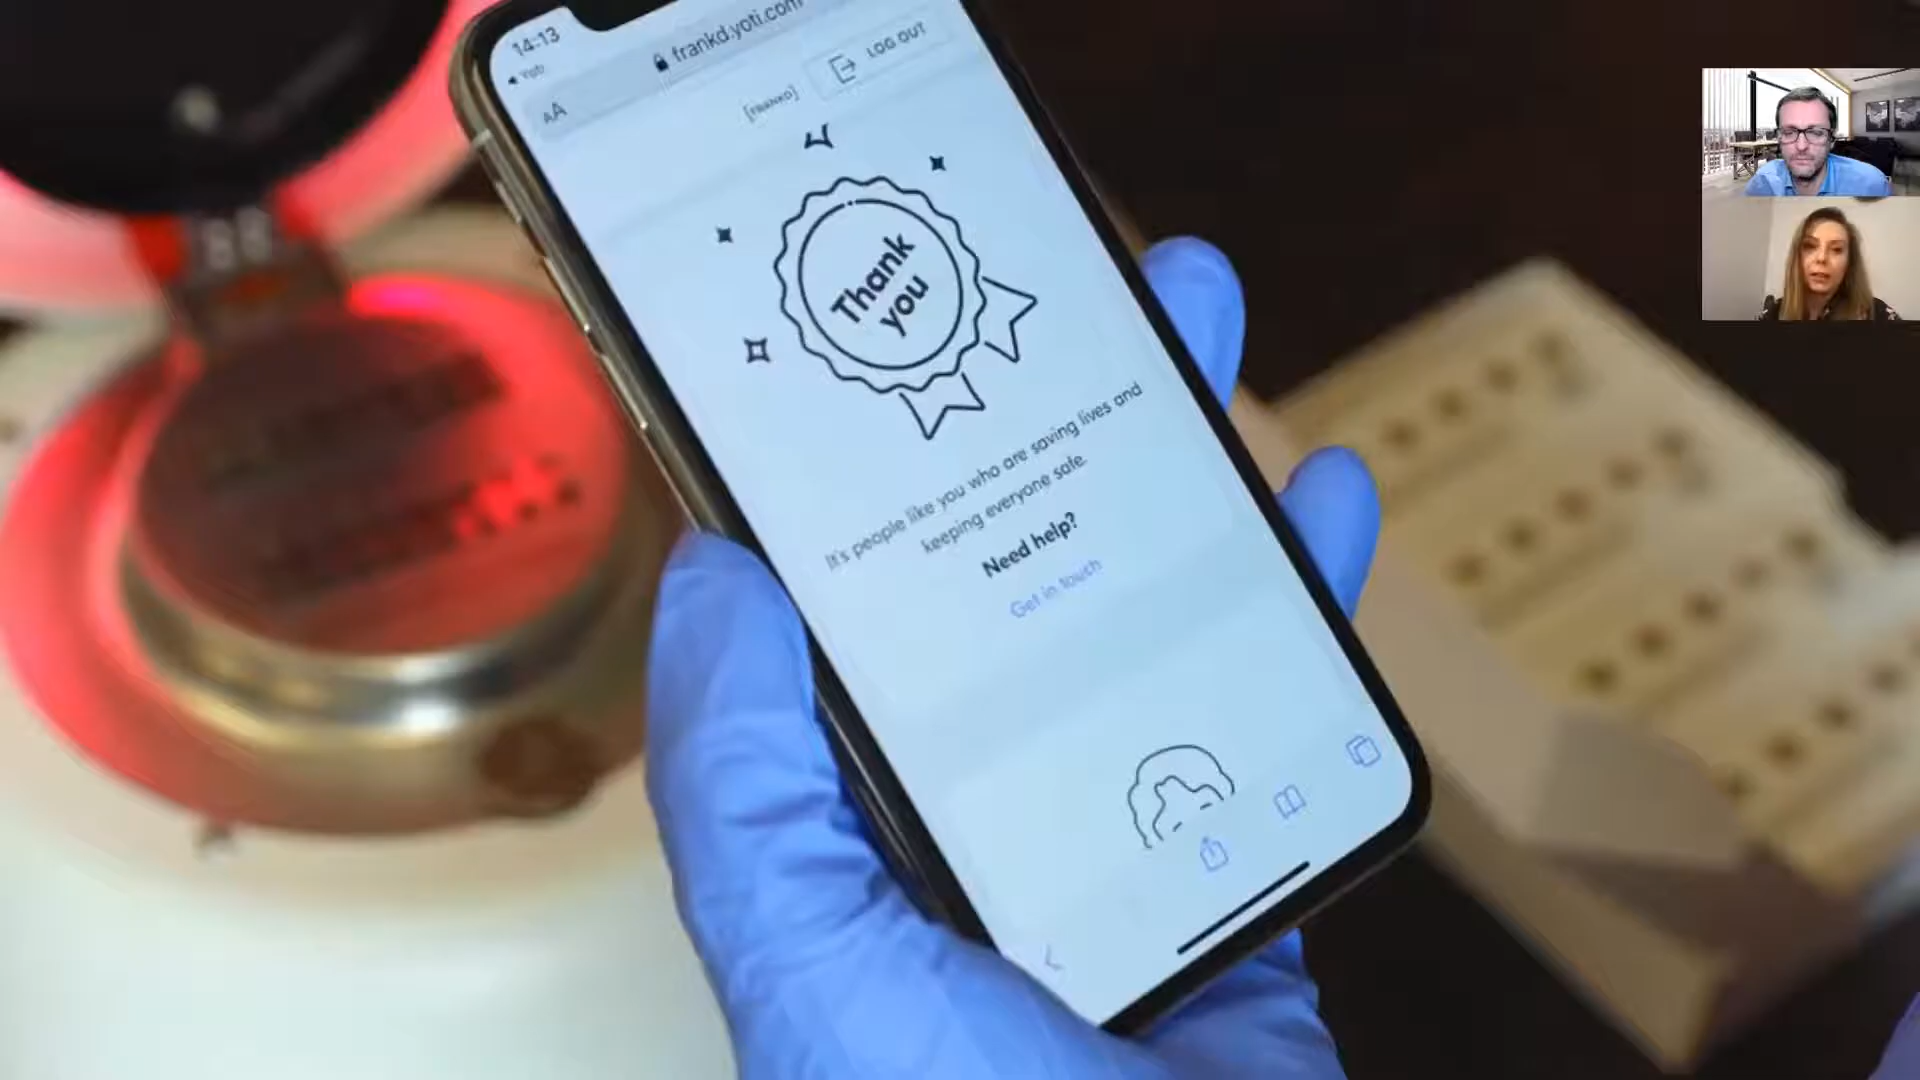 14:13
frankd.yoti.com
AA
LOG OUT
[FRANKD]
Thank
you
It's people like you who are saving lives and
keeping everyone safe.
Need help?
Get in touch